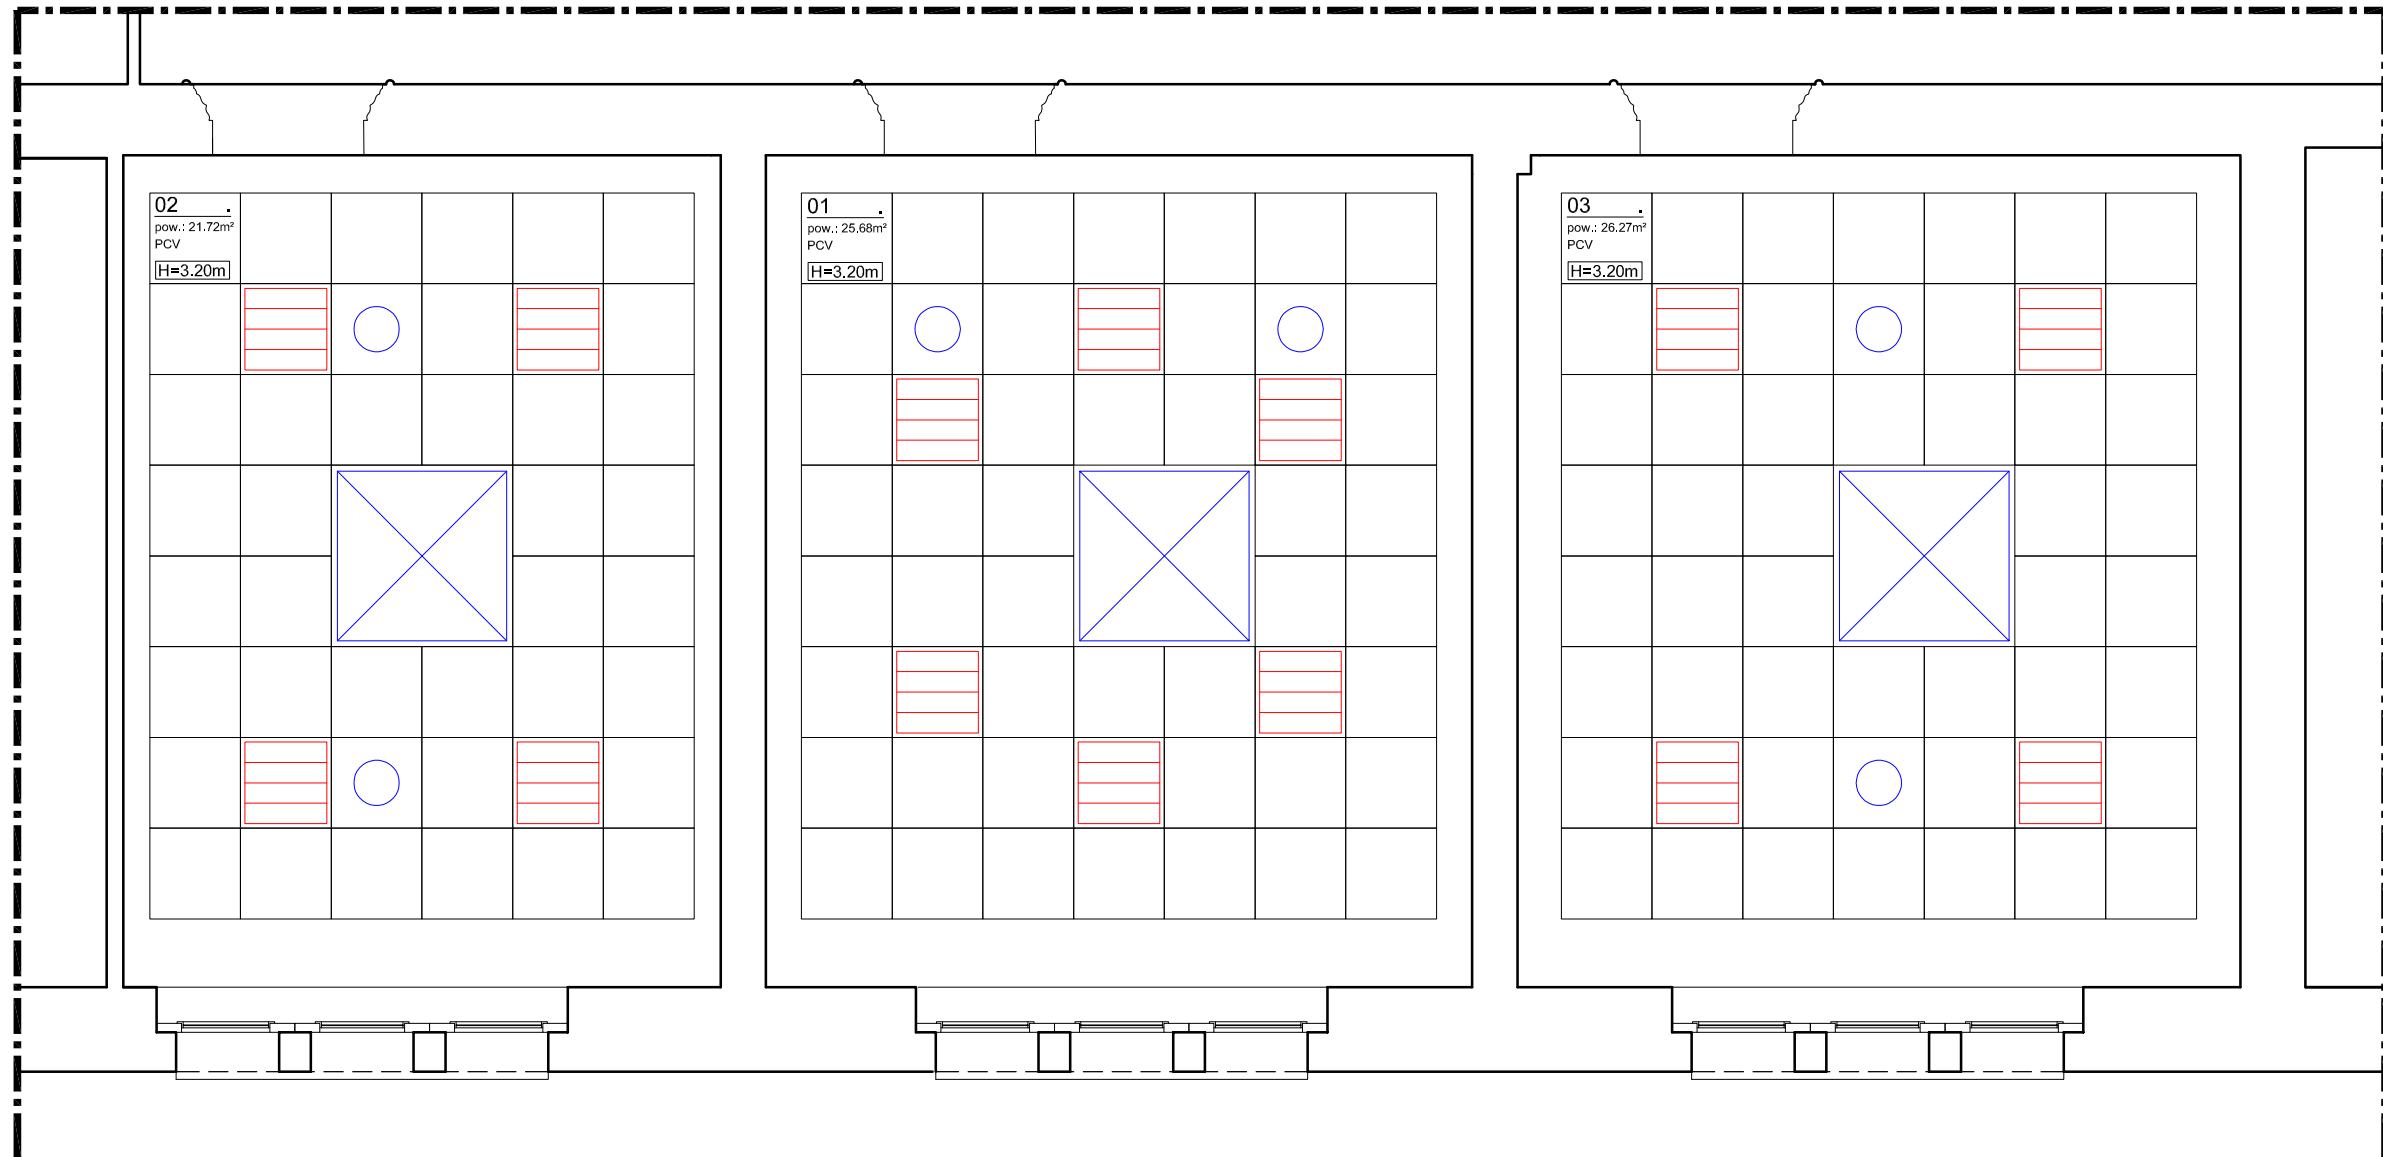 02 .
pow.: 21.72m²
PCV
H=3.20m
01 .
pow.: 25.68m²
PCV
H=3.20m
03 .
pow.: 26.27m²
PCV
H=3.20m